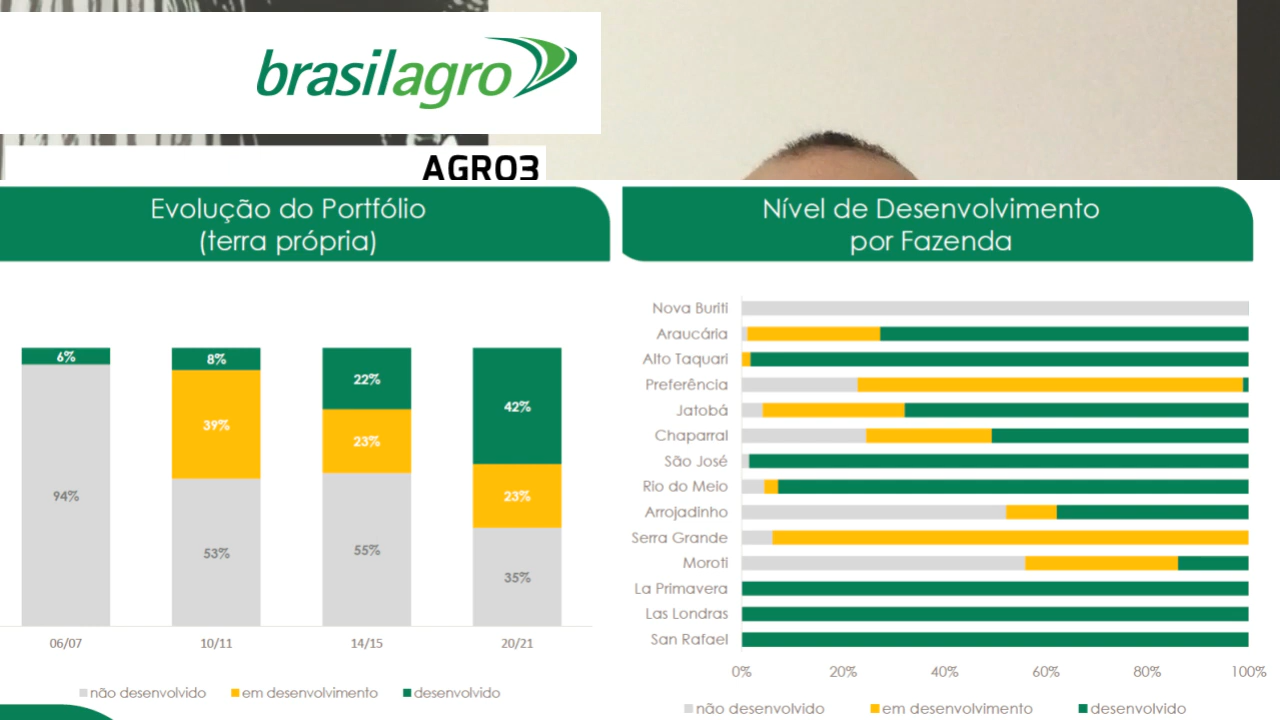 brasilagro
AGRO3
Evolução do Portfólio
(terra própria)
6%
94%
8%
39%
53%
22%
23%
55%
42%
23%
35%
06/07
10/11
14/15
20/21
não desenvolvido
em desenvolvimento
desenvolvido
Nível de Desenvolvimento
por Fazenda
Nova Buriti
Araucária
Alto Taquari
Preferência
Jatobá
Chaparral
São José
Rio do Meio
Arrojadinho
Serra Grande
Moroti
La Primavera
Las Londras
San Rafael
0%
20%
40%
60%
80%
100%
não desenvolvido
em desenvolvimento
desenvolvido